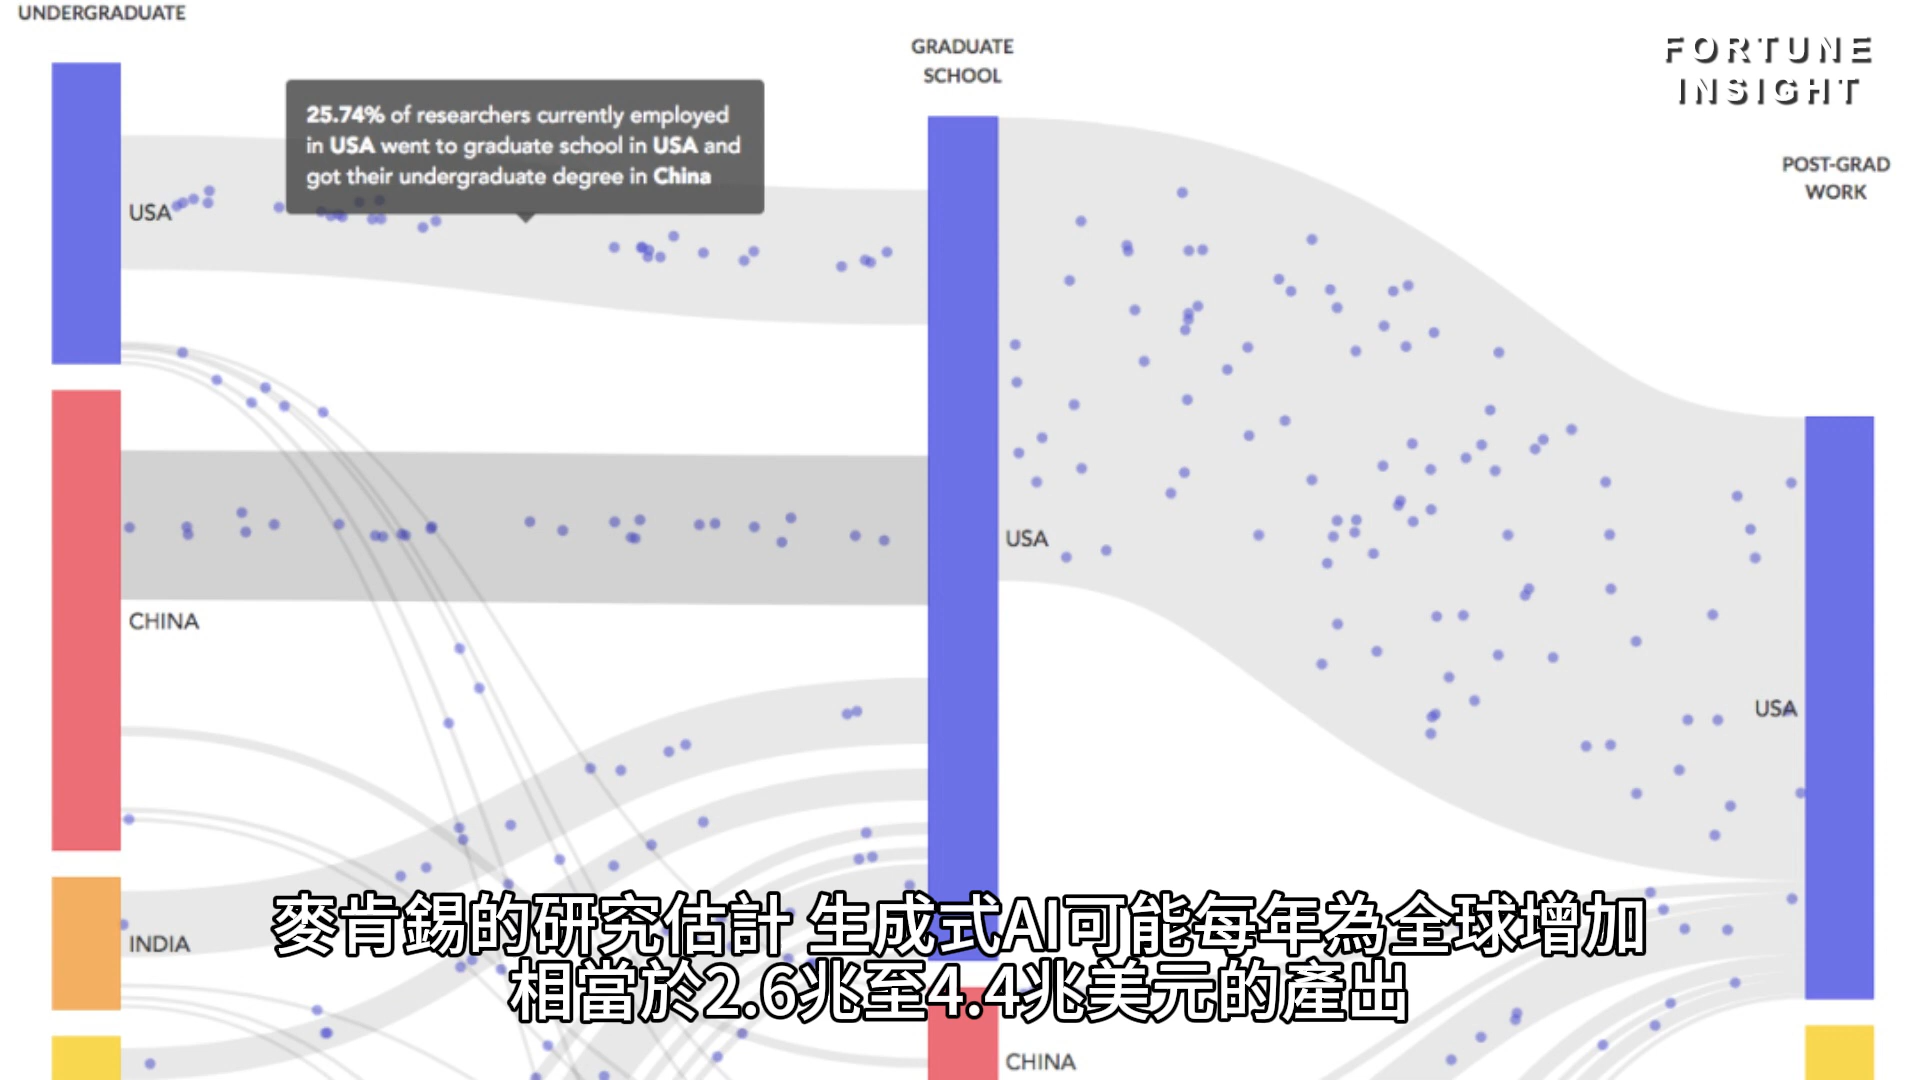 UNDERGRADUATE
GRADUATE
SCHOOL
FORTUNE
INSIGHT
POST-GRAD
WORK
25.74% of researchers currently employed
in USA went to graduate school in USA and
got their undergraduate degree in China
USA
USA
CHINA
USA
INDIA
麥肯錫的研究估計 生成式AI可能每年為全球增加
相當於2.6兆至4.4兆美元的產出
CHINA